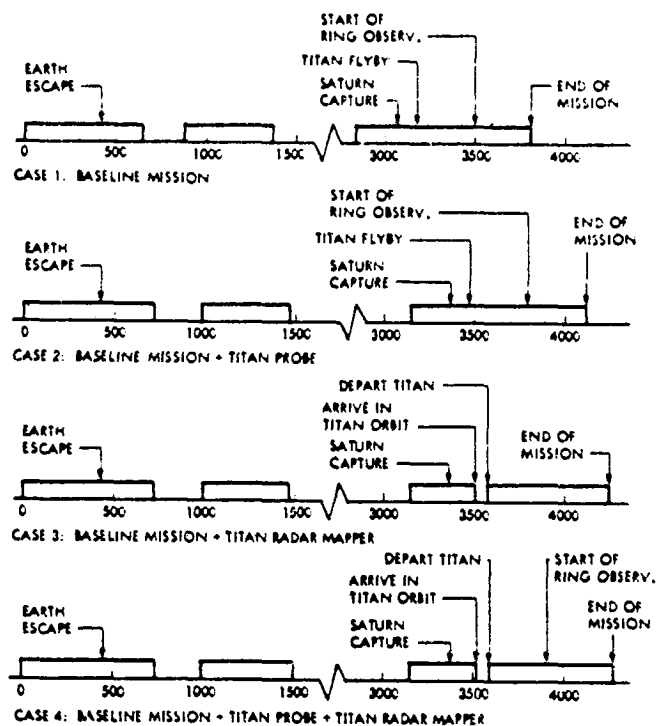 START OF
RING OBSERV.
TITAN FLYBY
SATURN
CAPTURE
EARTH
ESCAPE
END OF
MISSION
0 500 1000 1500 3000 3500 4000
CASE 1. BASELINE MISSION
START OF
RING OBSERV.
TITAN FLYBY
SATURN
CAPTURE
EARTH
ESCAPE
END OF
MISSION
0 500 1000 1500 3000 3500 4000
CASE 2: BASELINE MISSION + TITAN PROBE
DEPART TITAN
ARRIVE IN
TITAN ORBIT
SATURN
CAPTURE
EARTH
ESCAPE
END OF
MISSION
0 500 1000 1500 3000 3500 4000
CASE 3: BASELINE MISSION + TITAN RADAR MAPPER
DEPART TITAN
ARRIVE IN
TITAN ORBIT
SATURN
CAPTURE
START OF
RING OBSERV.
EARTH
ESCAPE
END OF
MISSION
0 500 1000 1500 3000 3500 4000
CASE 4: BASELINE MISSION + TITAN PROBE + TITAN RADAR MAPPER